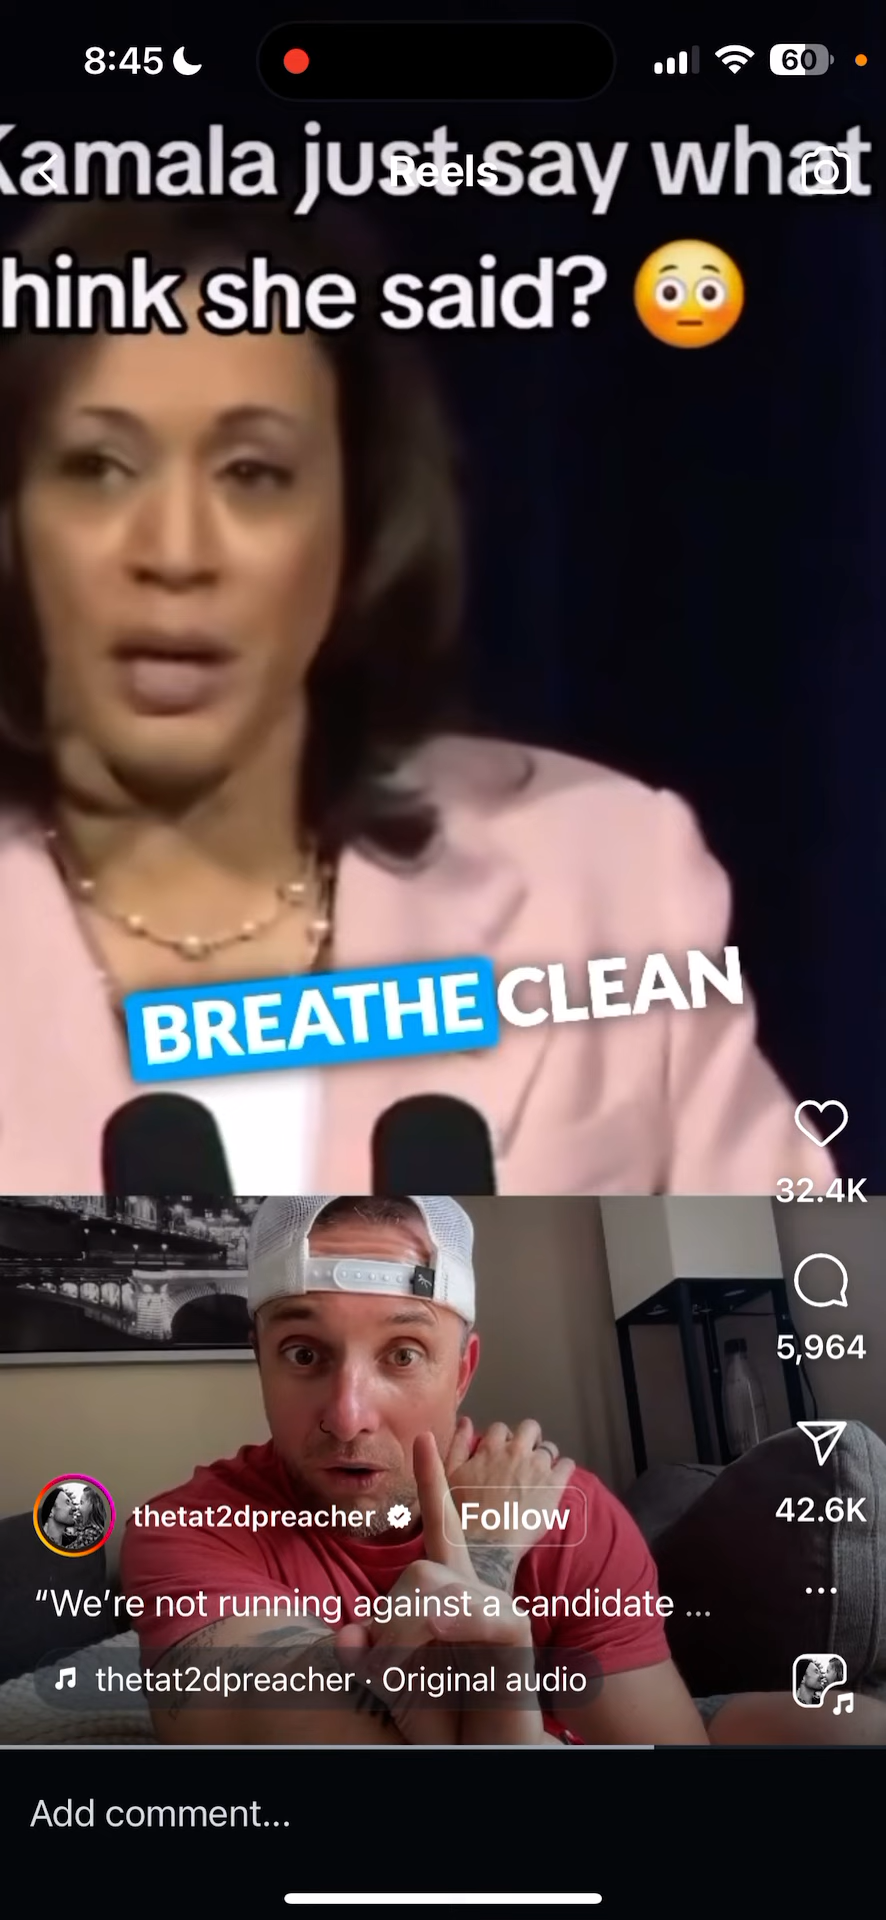 8:45
60
Kamala just say what
Reels
hink she said? 😳
BREATHE CLEAN
32.4K
5,964
thetat2dpreacher
Follow
42.6K
“We’re not running against a candidate ...
thetat2dpreacher · Original audio
Add comment...